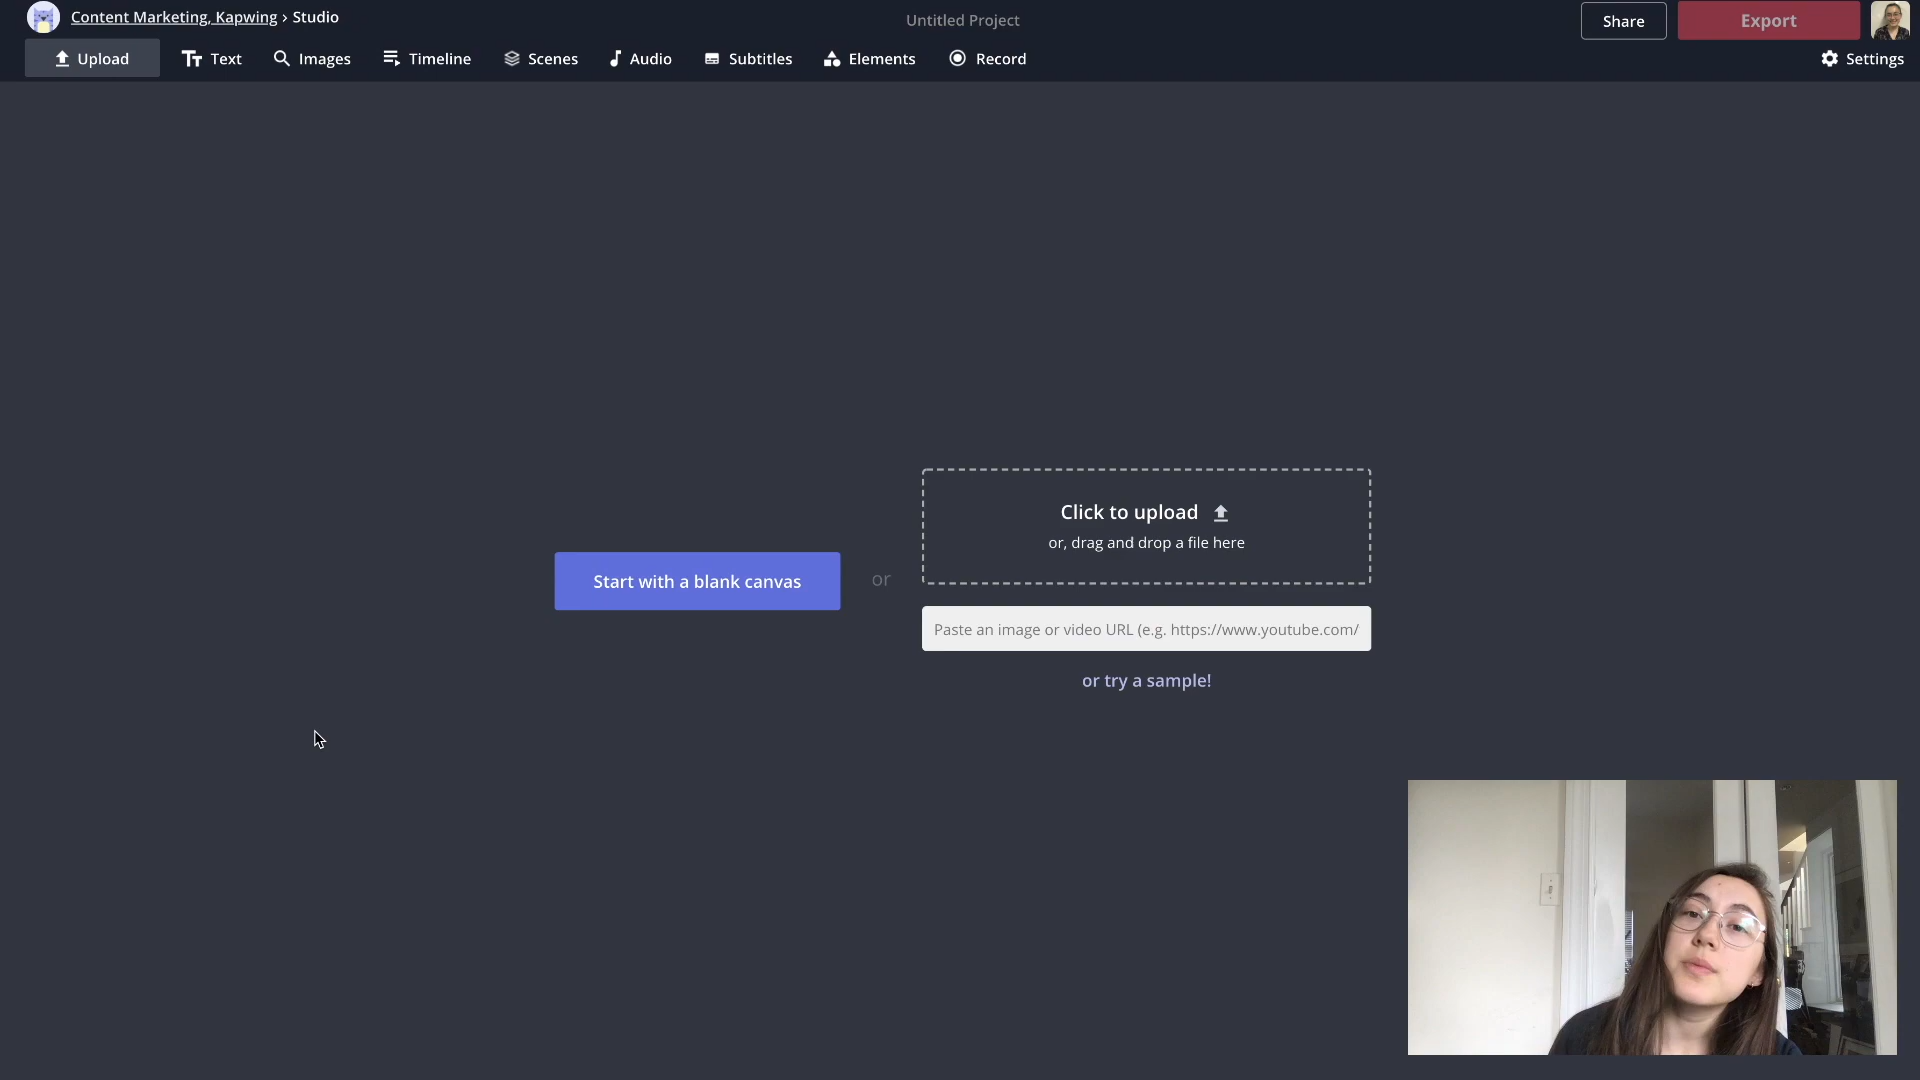 Content Marketing, Kapwing › Studio
Untitled Project
Share
Export
Upload
Text
Images
Timeline
Scenes
Audio
Subtitles
Elements
Record
Settings
Click to upload
or, drag and drop a file here
Start with a blank canvas
or
Paste an image or video URL (e.g. https://www.youtube.com/
or try a sample!